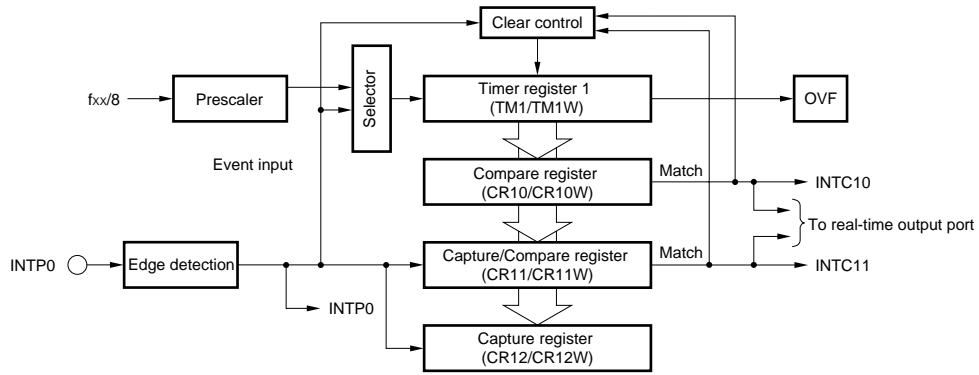 Clear control
fxx/8
Prescaler
Selector
Timer register 1
(TM1/TM1W)
OVF
Event input
Compare register
(CR10/CR10W)
Match
INTC10
To real-time output port
INTP0
Edge detection
Capture/Compare register
(CR11/CR11W)
Match
INTC11
INTP0
Capture register
(CR12/CR12W)